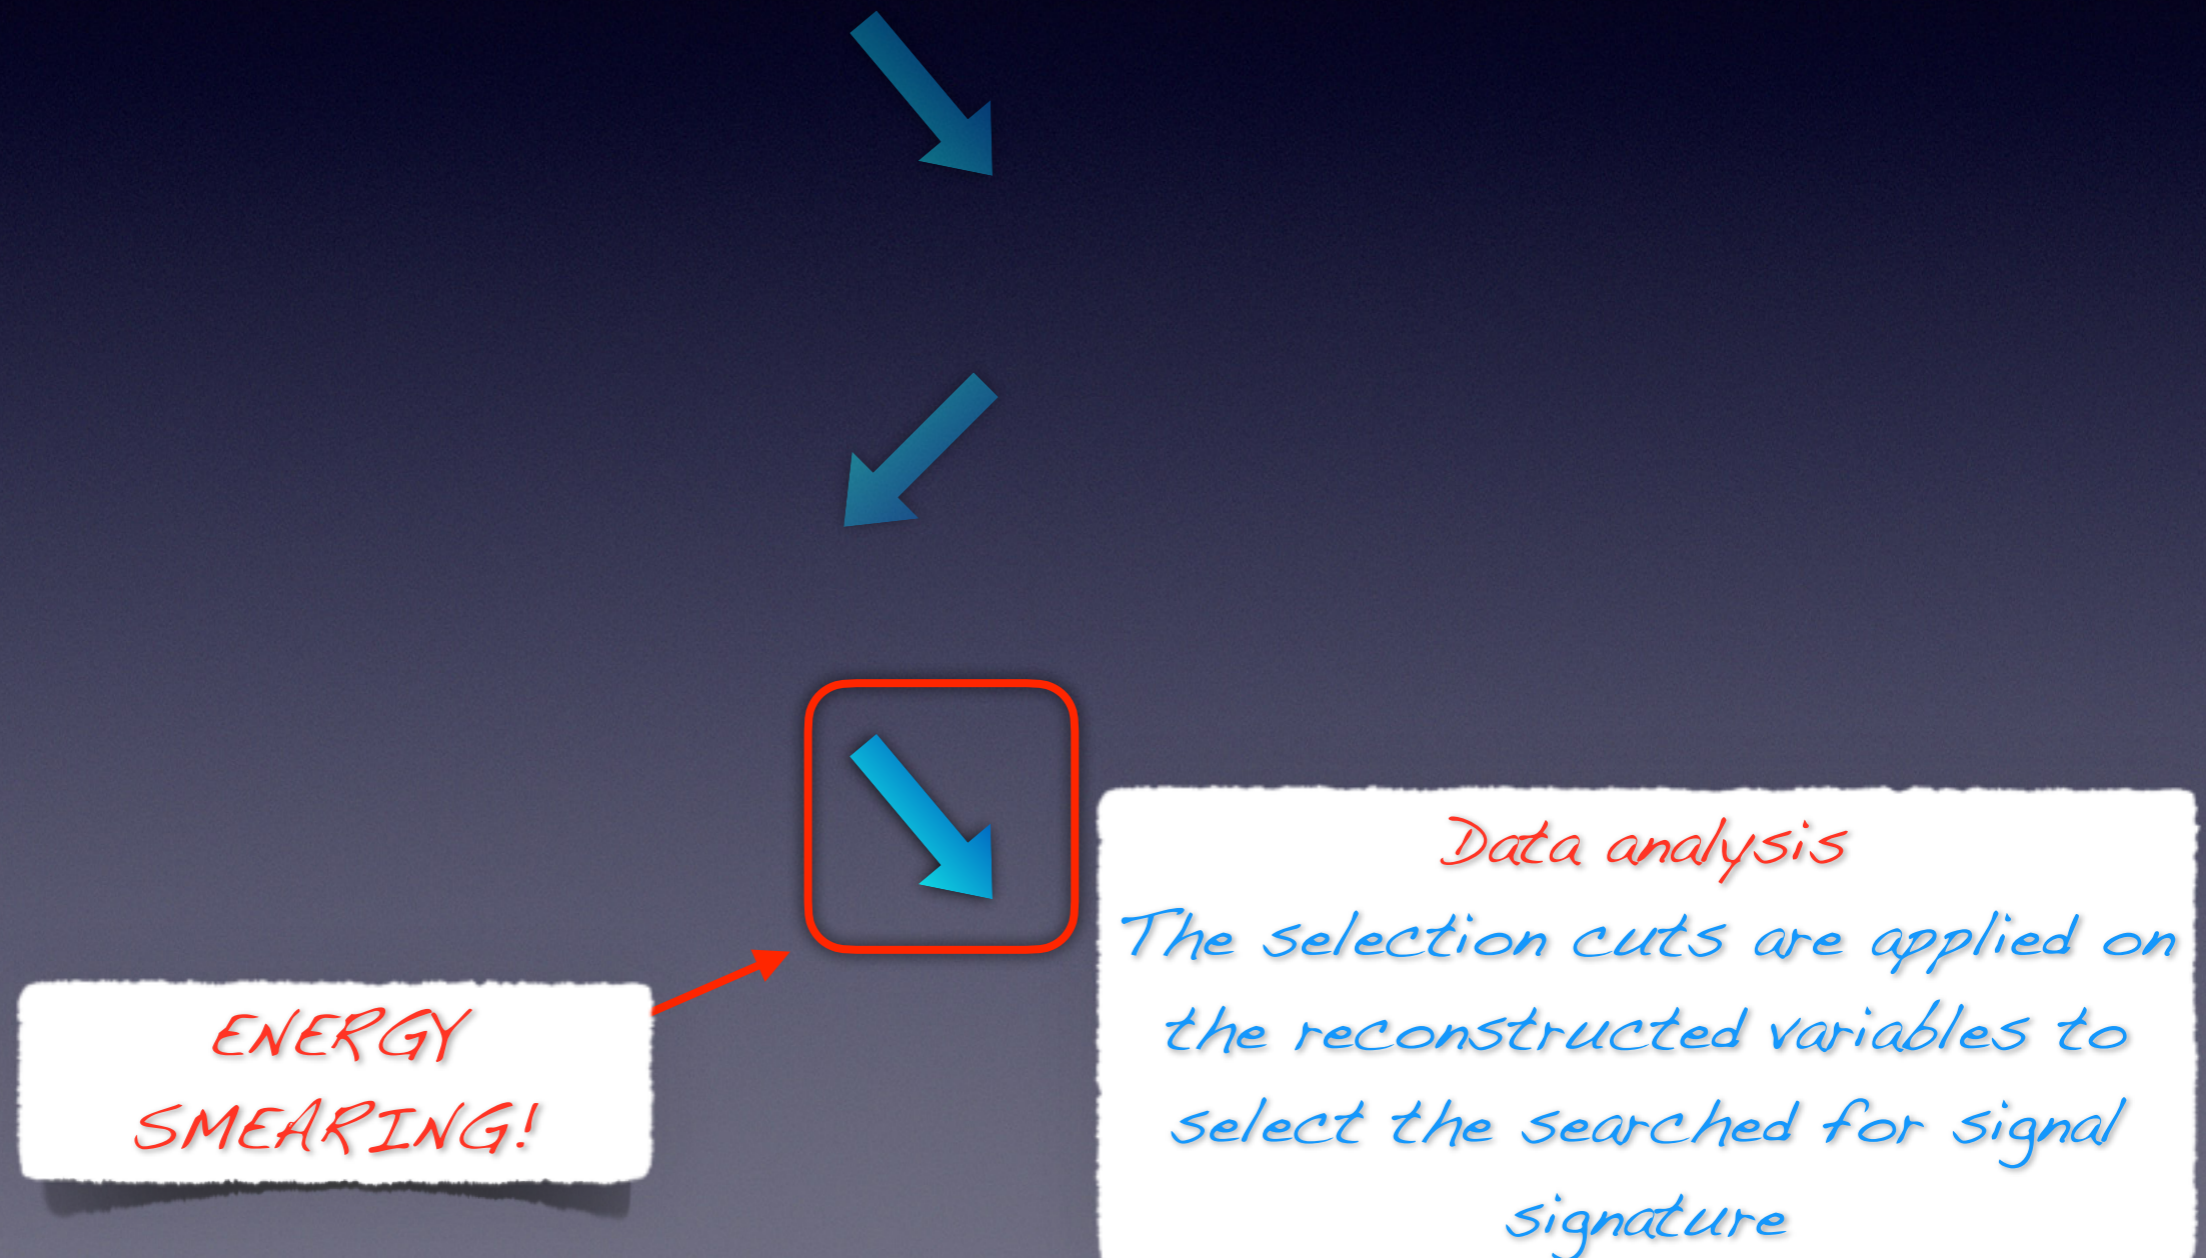 Data analysis
The selection cuts are applied on
the reconstructed variables to
select the searched for signal
signature
ENERGY
SMEARING!